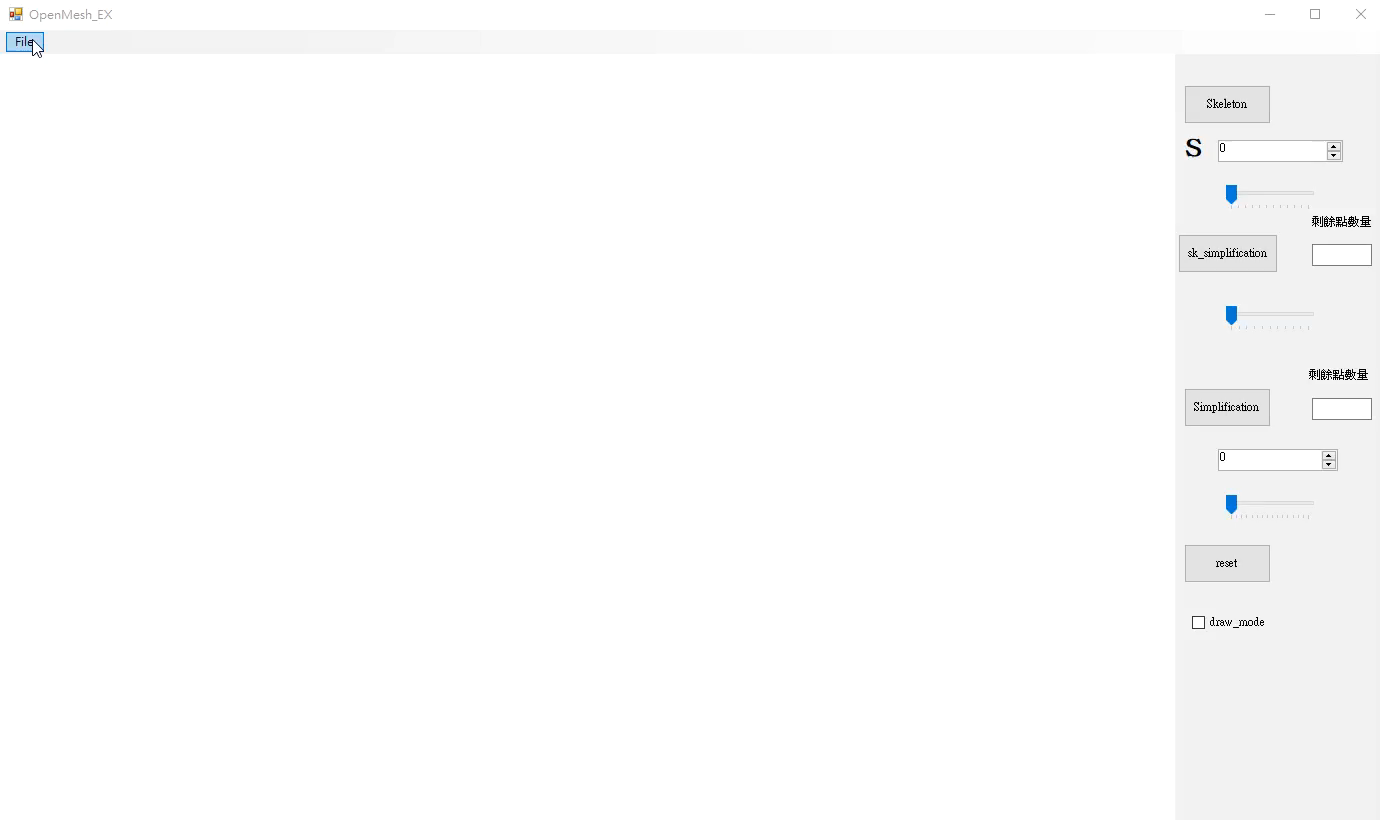 OpenMesh_EX
File
Skeleton
S 0
剩餘點數量
sk_simplification
剩餘點數量
Simplification
0
reset
draw_mode